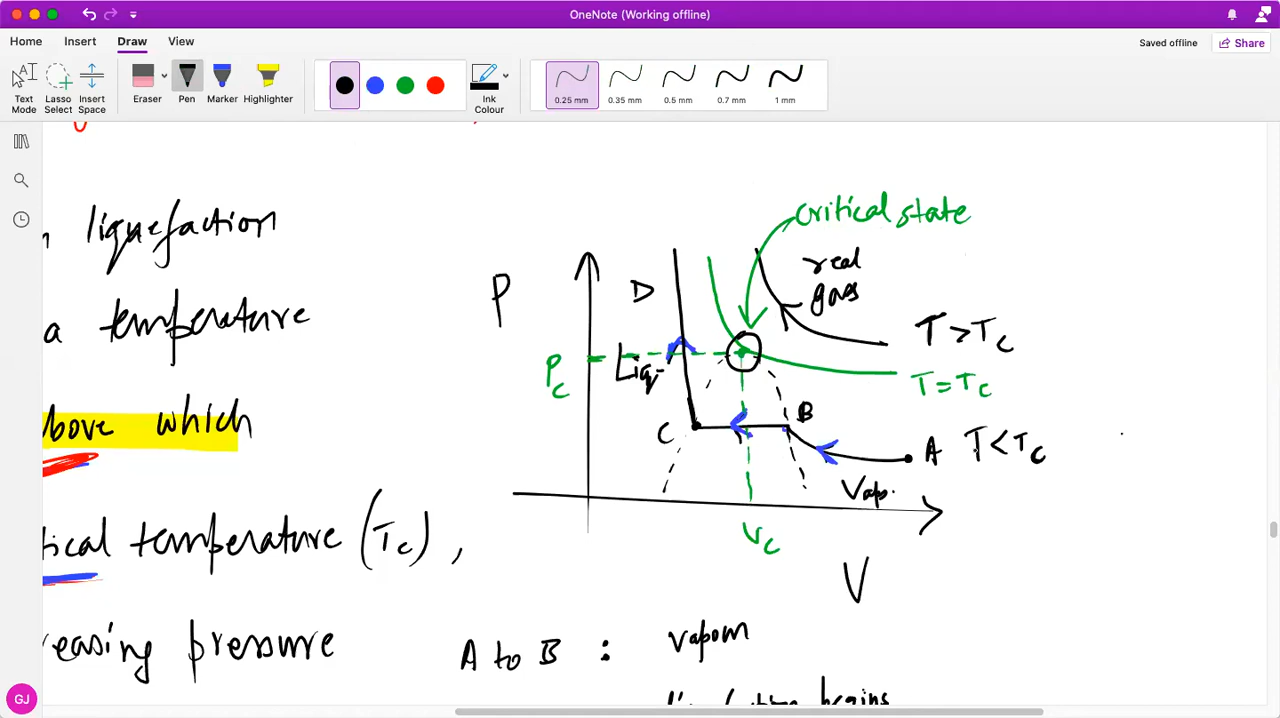 OneNote (Working offline)
Home Insert Draw View
Saved offline
Share
Text Mode
Lasso Select
Insert Space
Eraser
Pen
Marker
Highlighter
Ink Colour
0.25 mm
0.35 mm
0.5 mm
0.7 mm
1 mm
liquefaction
a temperature
bove which
tical temperature (Tc),
reasing pressure
critical state
real
gas
P
D
T>Tc
Pc
Liq.
T=Tc
C
B
A T<Tc
Vap.
Vc
V
A to B : vapour
GJ